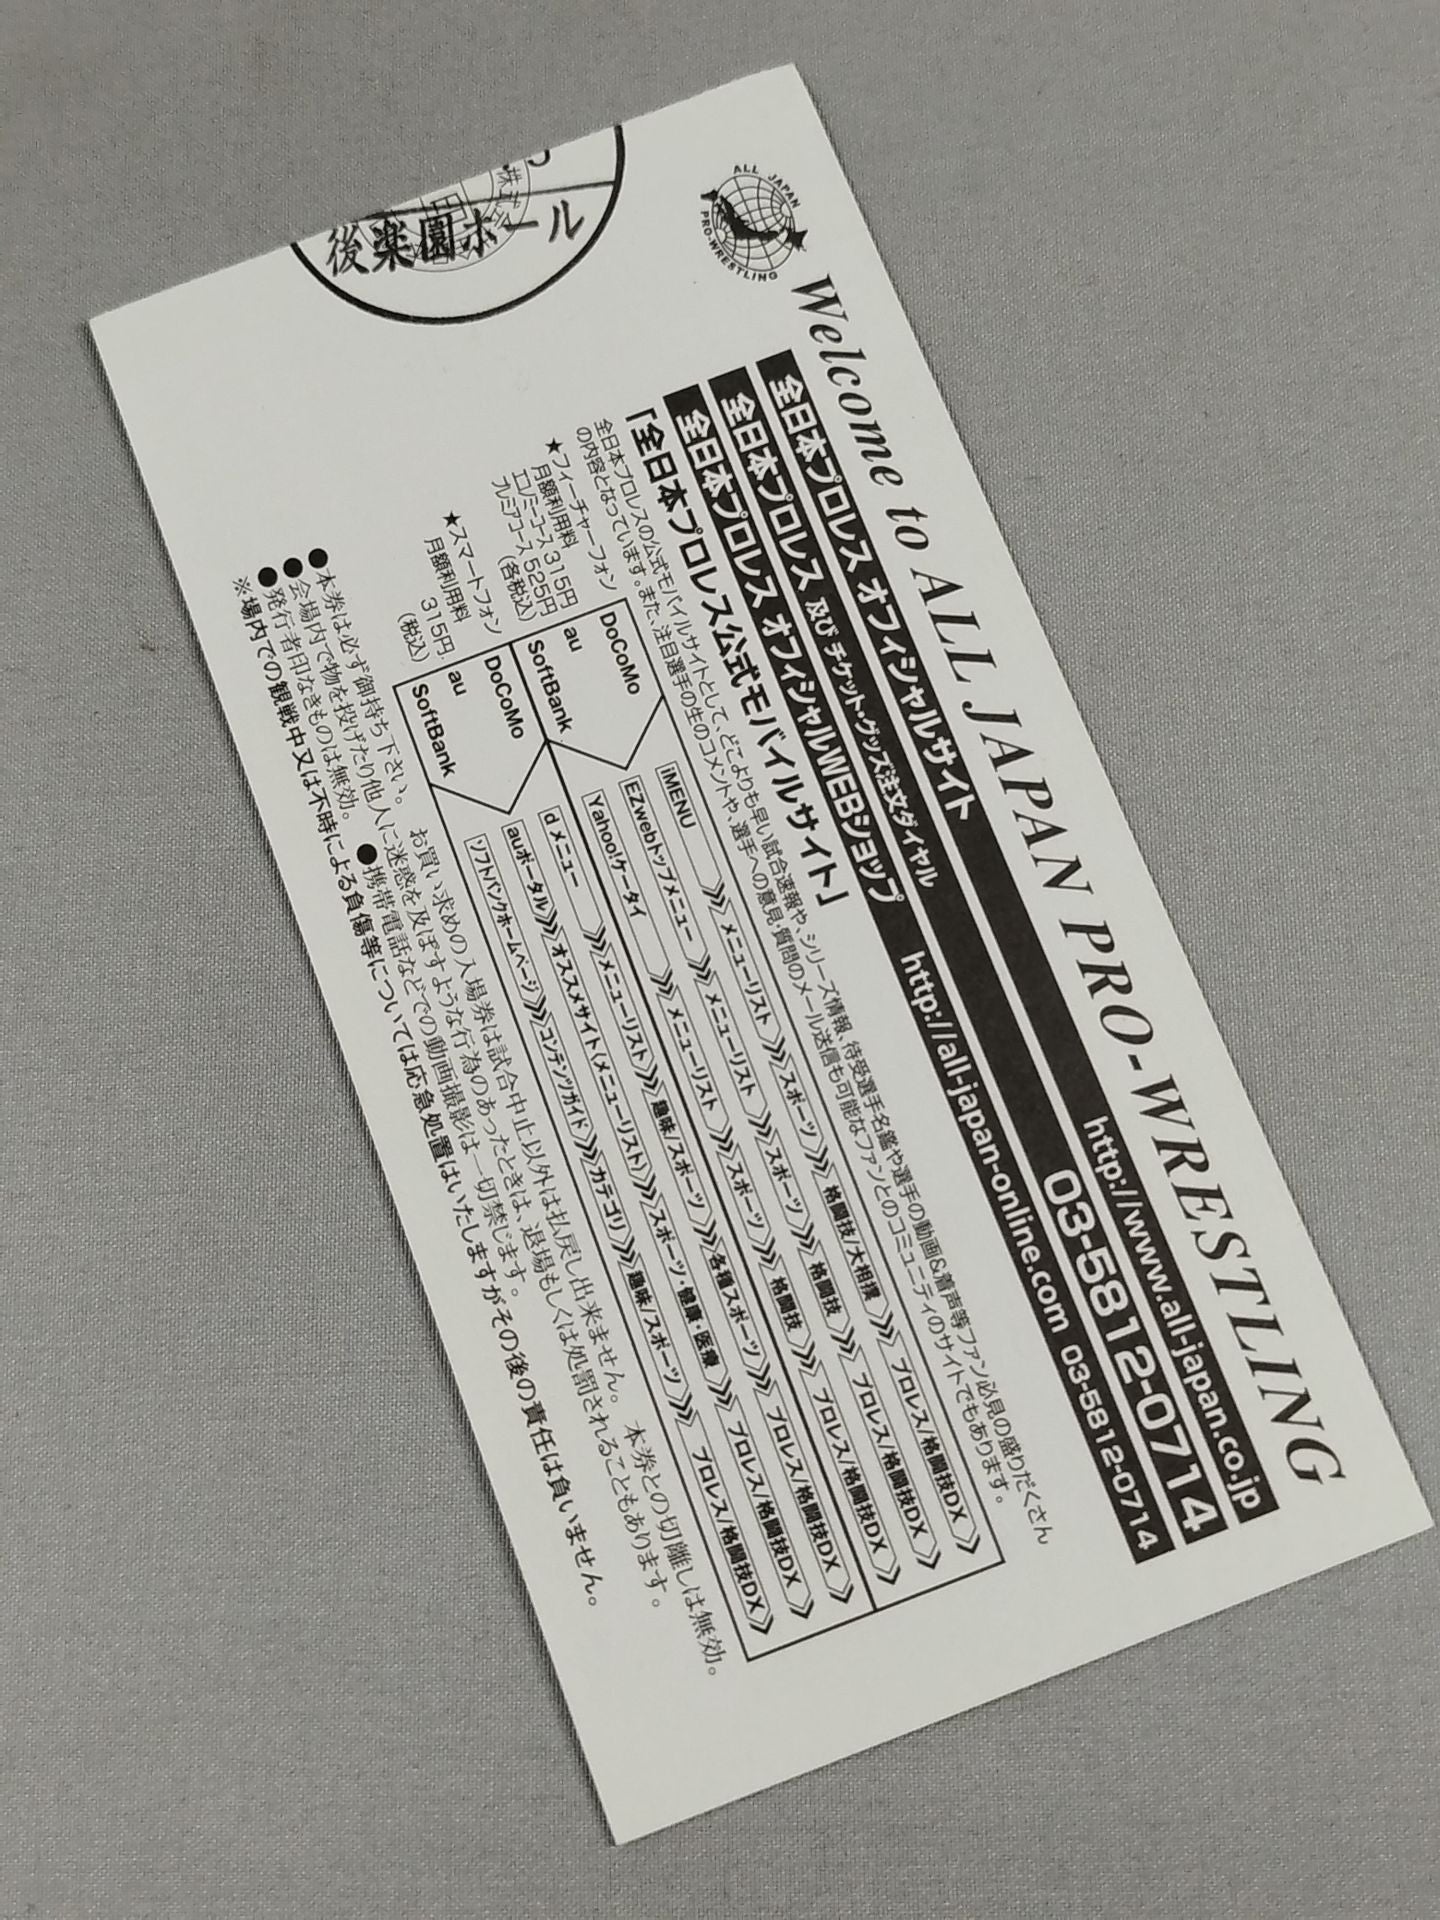 ALL JAPAN
PRO-WRESTLING
Welcome to ALL JAPAN PRO-WRESTLING
全日本プロレス オフィシャルサイト http://www.all-japan.co.jp
全日本プロレス 及び チケット・グッズ注文ダイヤル 03-5812-0714
全日本プロレス オフィシャルWEBショップ http://all-japan-online.com 03-5812-0714
「全日本プロレス公式モバイルサイト」
全日本プロレスの公式モバイルサイトとして、どこよりも早い試合速報や、シリーズ情報、待受選手名鑑や選手の動画&着声等ファン必見の盛りだくさん
の内容となっています。また、注目選手の生のコメントや、選手への意見・質問のメール送信も可能なファンとのコミュニティのサイトでもあります。
★フィーチャーフォン
月額利用料
エコノミーコース 315円
プレミアコース 525円
(各税込)
DoCoMo iMENU メニューリスト スポーツ 格闘技/大相撲 プロレス/格闘技DX
au EZwebトップメニュー メニューリスト スポーツ 格闘技 プロレス/格闘技DX
SoftBank Yahoo!ケータイ メニューリスト スポーツ 格闘技 プロレス/格闘技DX
★スマートフォン
月額利用料
315円
(税込)
DoCoMo dメニュー メニューリスト 趣味/スポーツ 各種スポーツ プロレス/格闘技DX
au auポータル オススメサイト(メニューリスト) スポーツ・健康・医療 プロレス/格闘技DX
SoftBank ソフトバンクホームページ コンテンツガイド カテゴリ 趣味/スポーツ プロレス/格闘技DX
●本券は必ず御持ち下さい。 お買い求めの入場券は試合中止以外は払戻し出来ません。 本券との切離しは無効。
●会場内で物を投げたり他人に迷惑を及ぼすような行為のあったときは、退場もしくは処罰されることもあります。
●発行者印なきものは無効。 ●携帯電話などでの動画撮影は一切禁じます。
※場内での観戦中又は不時による負傷等については応急処置はいたしますがその後の責任は負いません。
株式
後楽園ホール